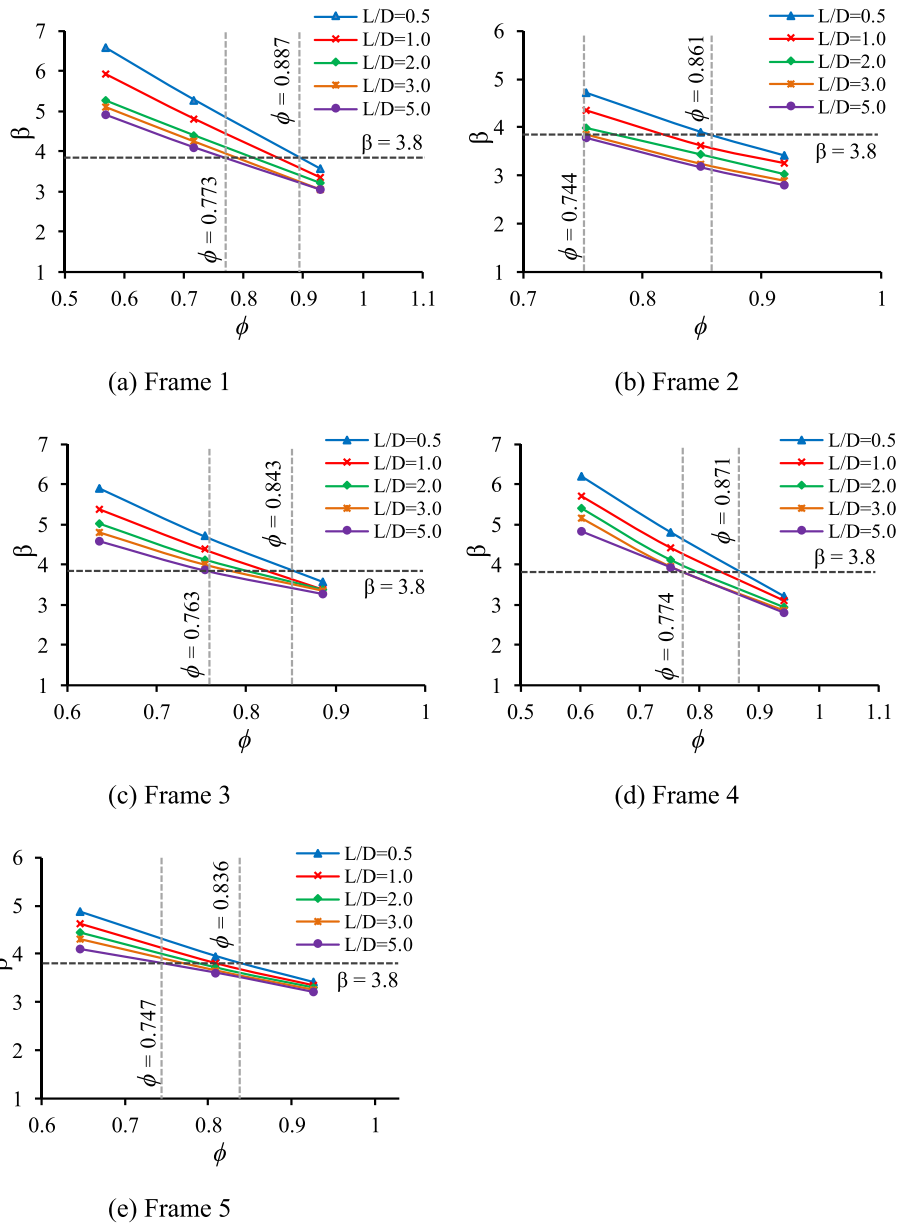 L/D=0.5
L/D=1.0
L/D=2.0
L/D=3.0
L/D=5.0
7
6
5
4
3
2
1
β
ϕ = 0.887
β = 3.8
ϕ = 0.773
0.5 0.6 0.7 0.8 0.9 1 1.1
ϕ
(a) Frame 1
L/D=0.5
L/D=1.0
L/D=2.0
L/D=3.0
L/D=5.0
6
5
4
3
2
1
β
ϕ = 0.861
β = 3.8
ϕ = 0.744
0.7 0.8 0.9 1
ϕ
(b) Frame 2
L/D=0.5
L/D=1.0
L/D=2.0
L/D=3.0
L/D=5.0
7
6
5
4
3
2
1
β
ϕ = 0.843
β = 3.8
ϕ = 0.763
0.6 0.7 0.8 0.9 1
ϕ
(c) Frame 3
L/D=0.5
L/D=1.0
L/D=2.0
L/D=3.0
L/D=5.0
7
6
5
4
3
2
1
β
ϕ = 0.871
β = 3.8
ϕ = 0.774
0.5 0.6 0.7 0.8 0.9 1 1.1
ϕ
(d) Frame 4
L/D=0.5
L/D=1.0
L/D=2.0
L/D=3.0
L/D=5.0
6
5
4
3
2
1
β
ϕ = 0.836
β = 3.8
ϕ = 0.747
0.6 0.7 0.8 0.9 1
ϕ
(e) Frame 5